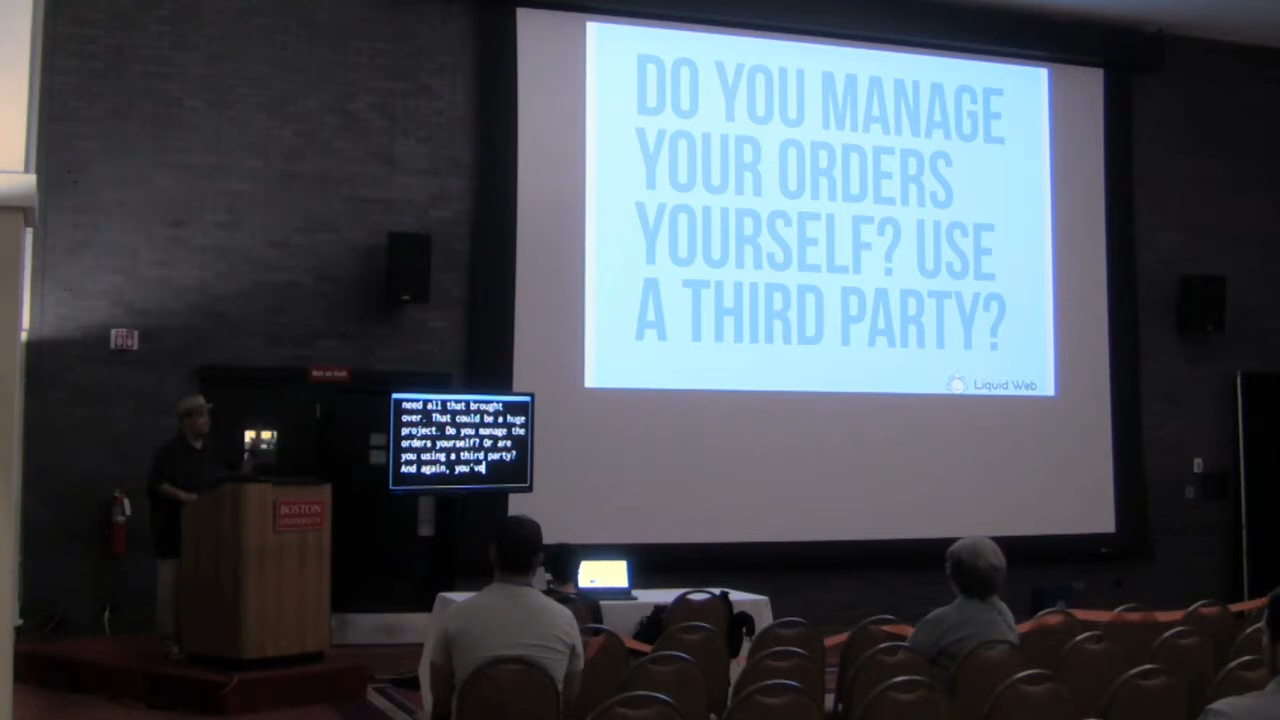 DO YOU MANAGE
YOUR ORDERS
YOURSELF? USE
A THIRD PARTY?
Liquid Web
need all that brought
over. That could be a huge
project. Do you manage the
orders yourself? Or are
you using a third party?
And again, you've
BOSTON
UNIVERSITY